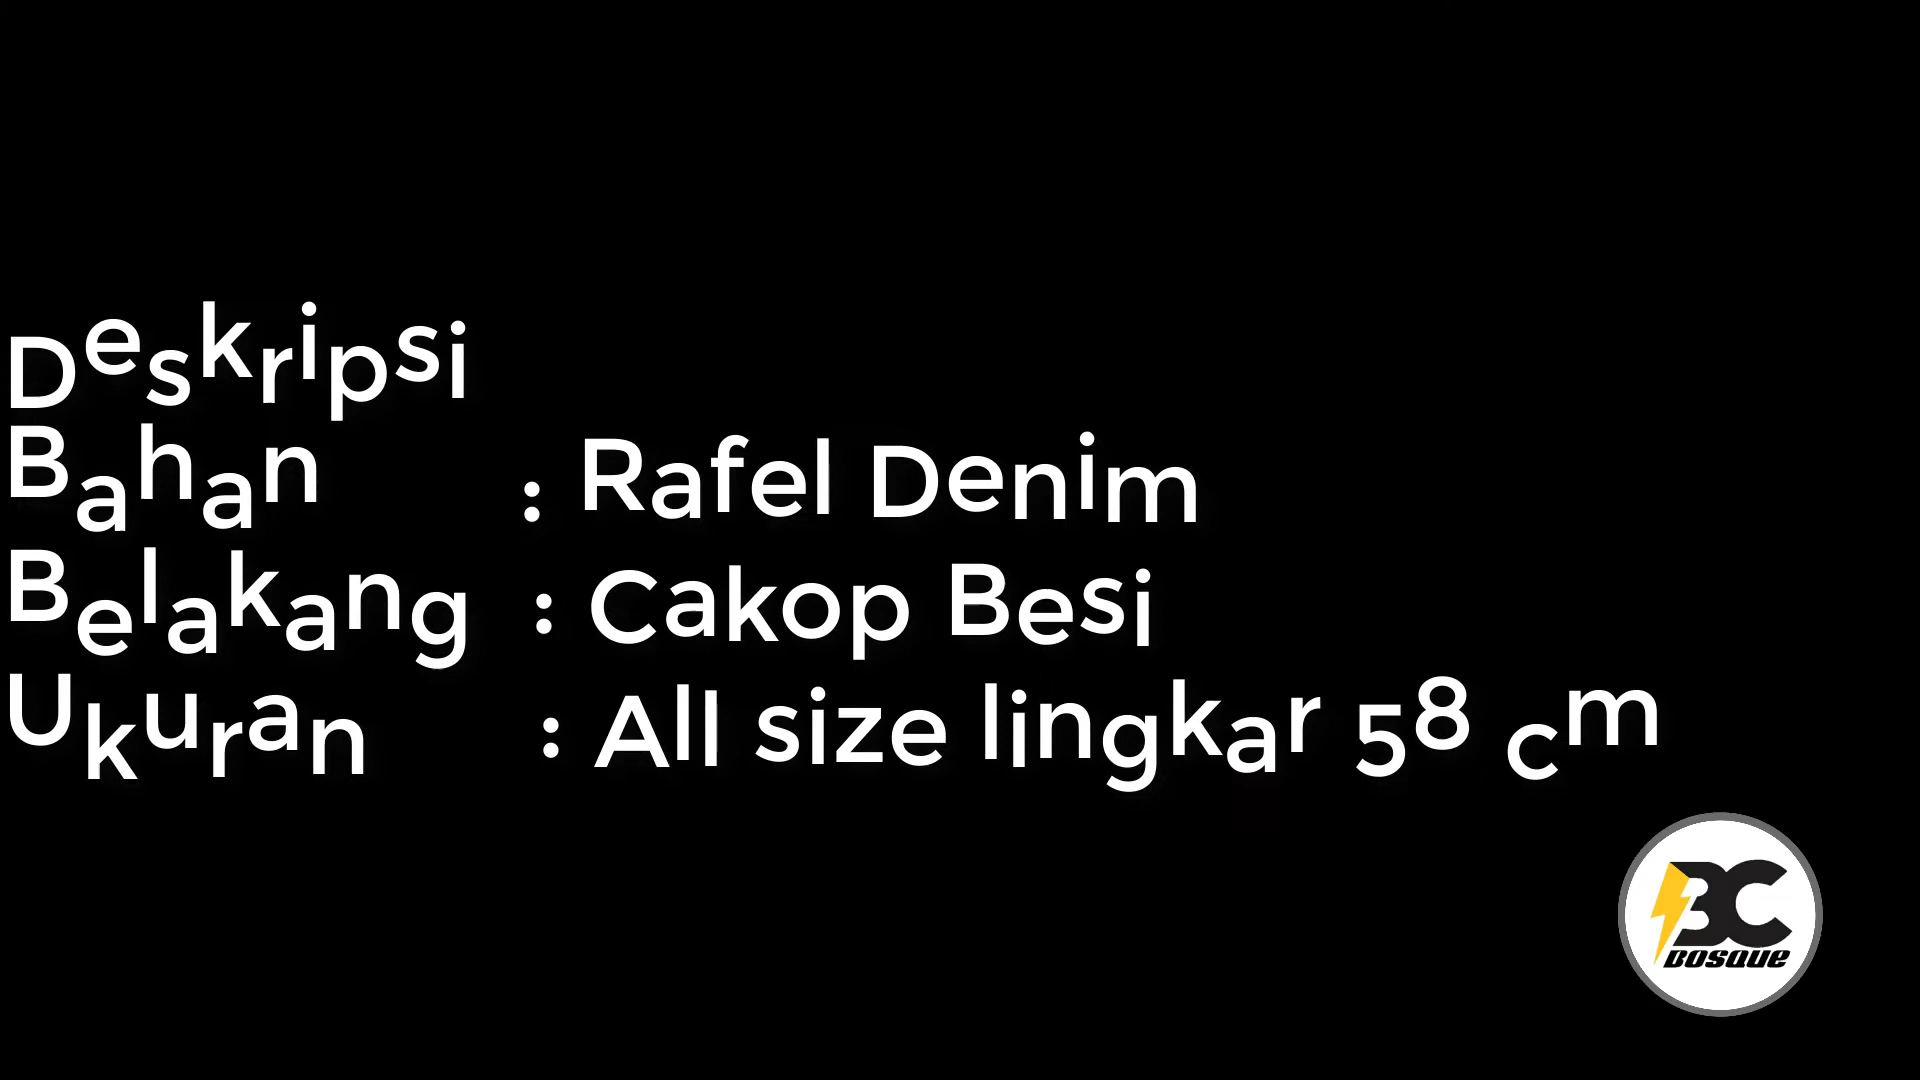 Deskripsi
Bahan : Rafel Denim
Belakang : Cakop Besi
Ukuran : All size lingkar 58 cm
BC
BOSQUE